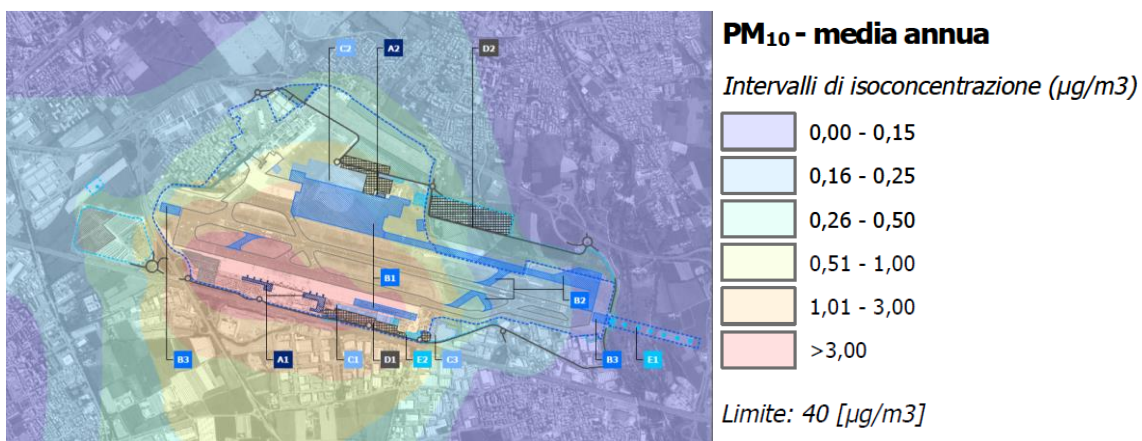 C2
A2
D2
B1
B2
B3
A1
C1
D1
E2
C3
B3
E1
PM₁₀ - media annua
Intervalli di isoconcentrazione (µg/m3)
0,00 - 0,15
0,16 - 0,25
0,26 - 0,50
0,51 - 1,00
1,01 - 3,00
>3,00
Limite: 40 [µg/m3]